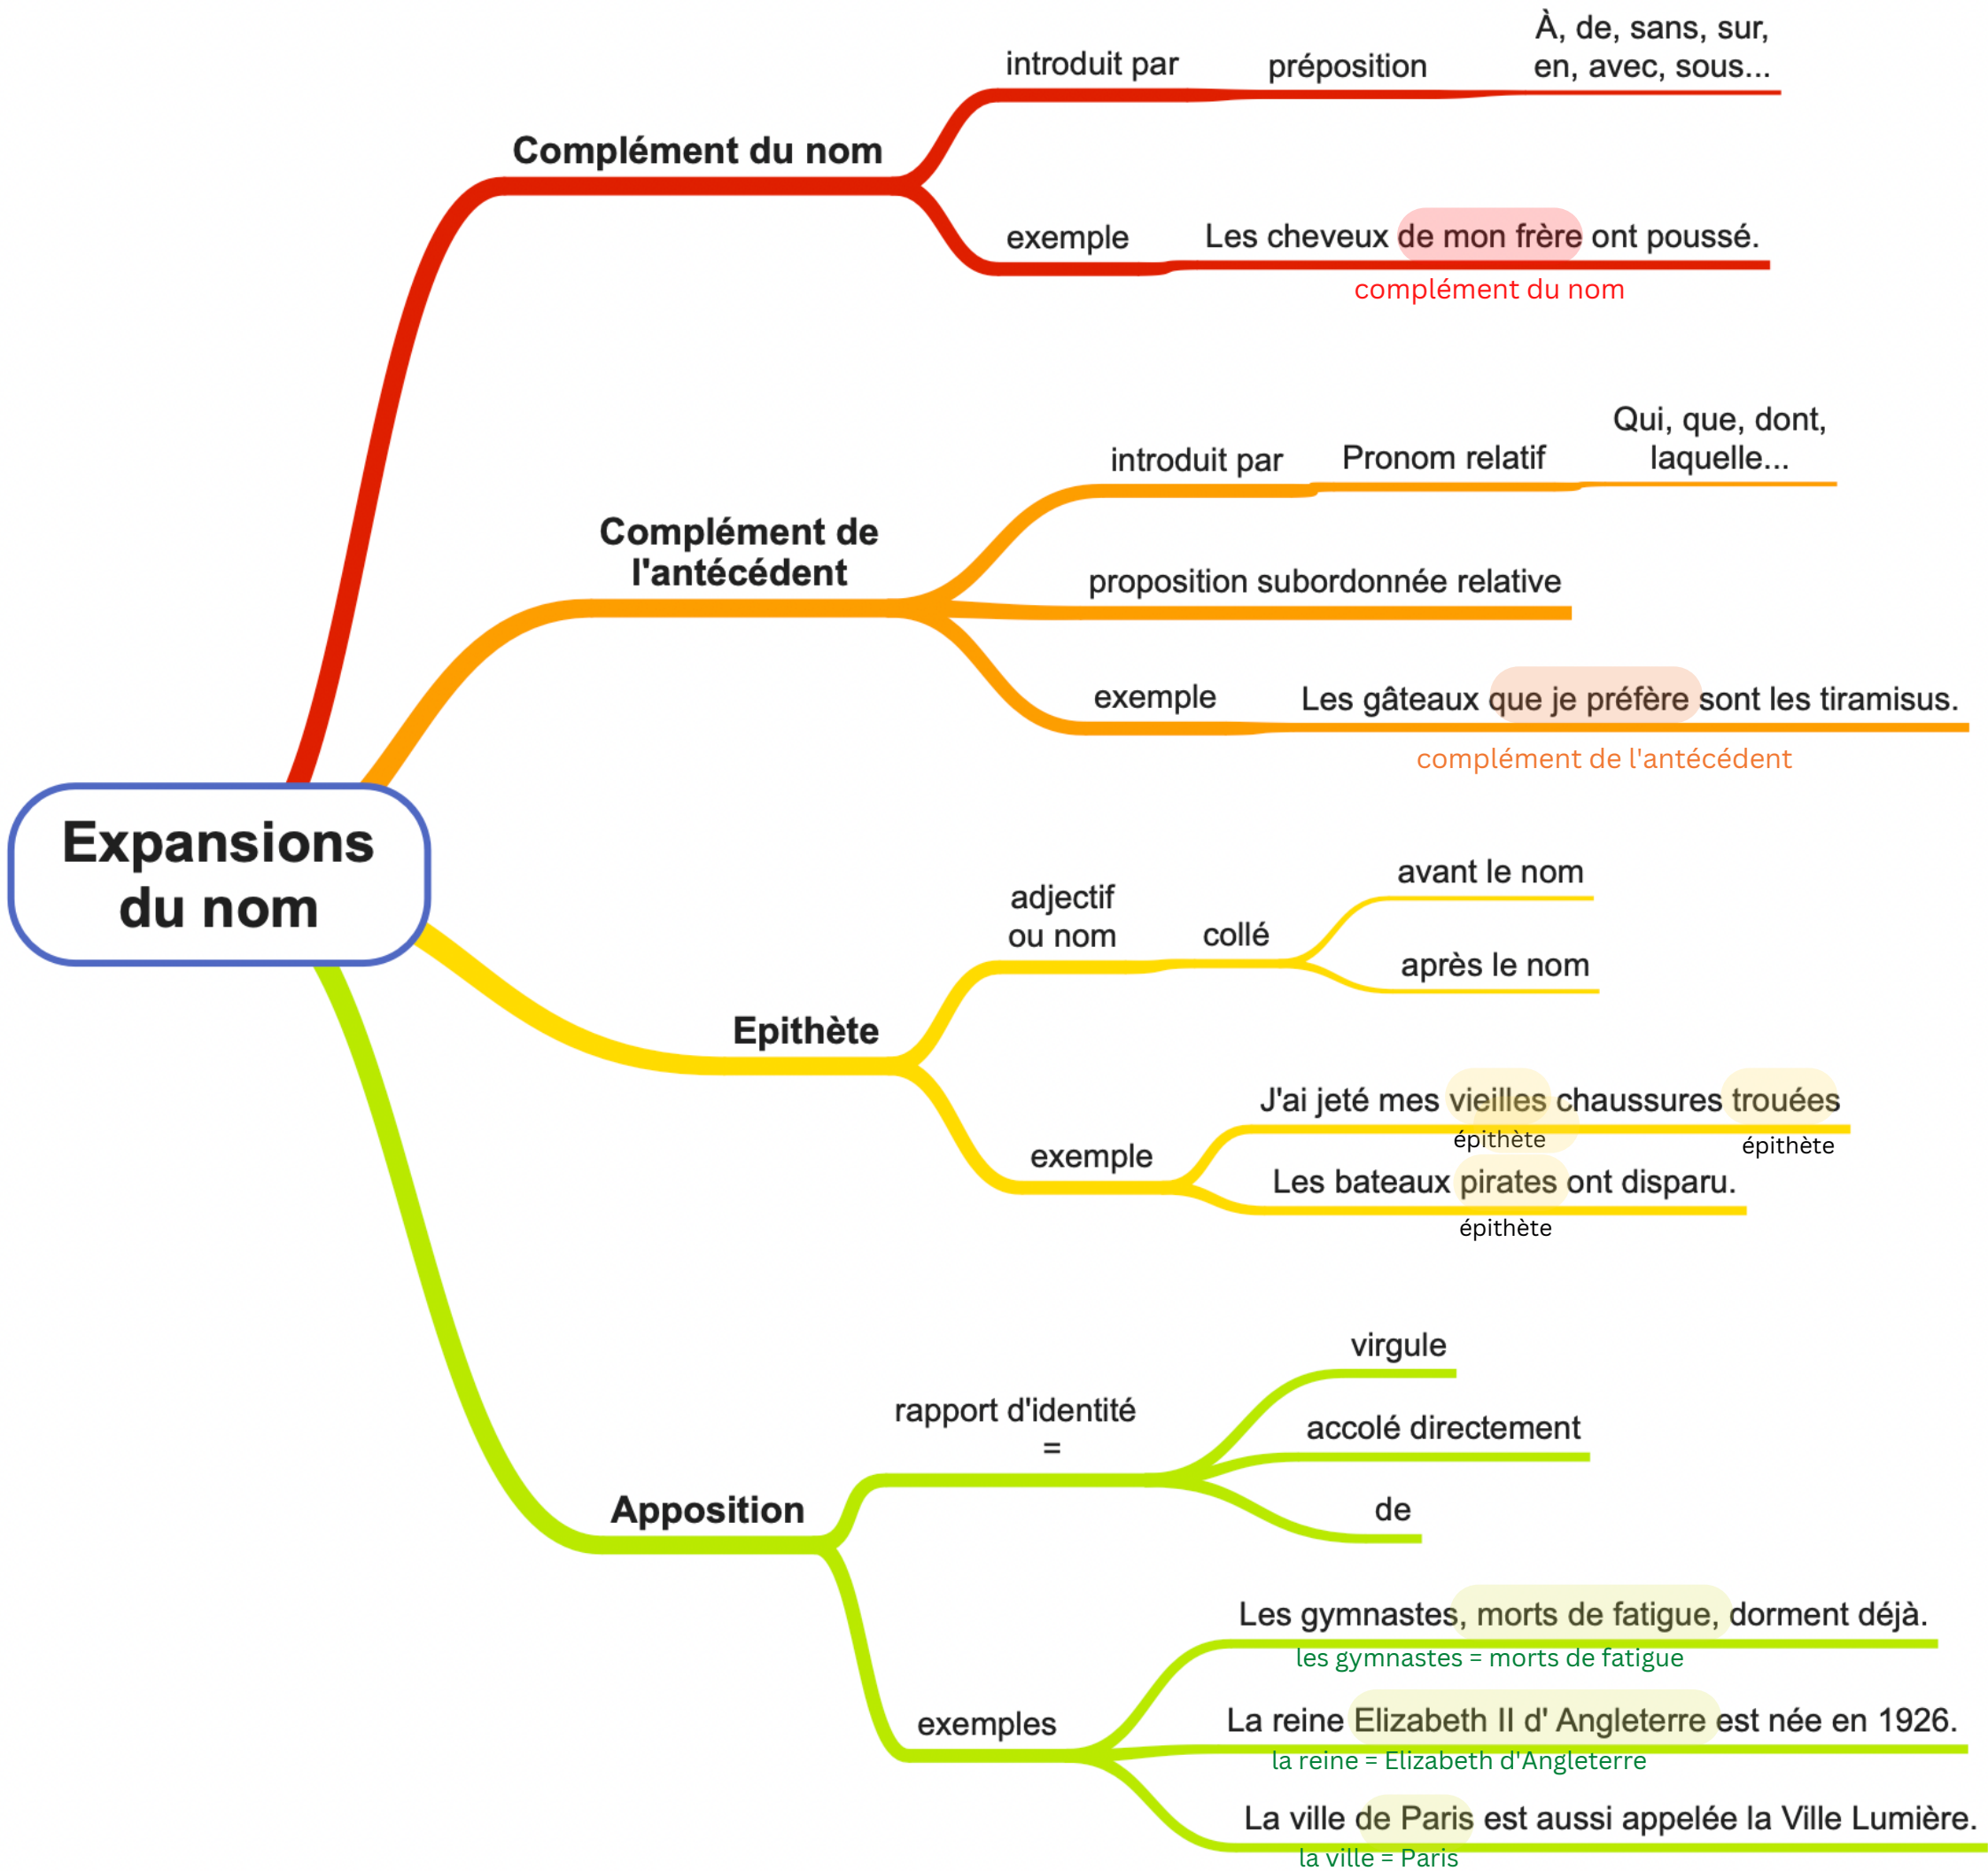 À, de, sans, sur,
introduit par
préposition
en, avec, sous...
Complément du nom
exemple
Les cheveux de mon frère ont poussé.
complément du nom
Qui, que, dont,
introduit par
Pronom relatif
laquelle...
Complément de
l'antécédent
proposition subordonnée relative
exemple
Les gâteaux que je préfère sont les tiramisus.
complément de l'antécédent
Expansions
du nom
avant le nom
adjectif
ou nom
collé
après le nom
Epithète
J'ai jeté mes vieilles chaussures trouées
épithète
épithète
exemple
Les bateaux pirates ont disparu.
épithète
virgule
rapport d'identité
=
accolé directement
de
Apposition
Les gymnastes, morts de fatigue, dorment déjà.
les gymnastes = morts de fatigue
exemples
La reine Elizabeth II d' Angleterre est née en 1926.
la reine = Elizabeth d'Angleterre
La ville de Paris est aussi appelée la Ville Lumière.
la ville = Paris